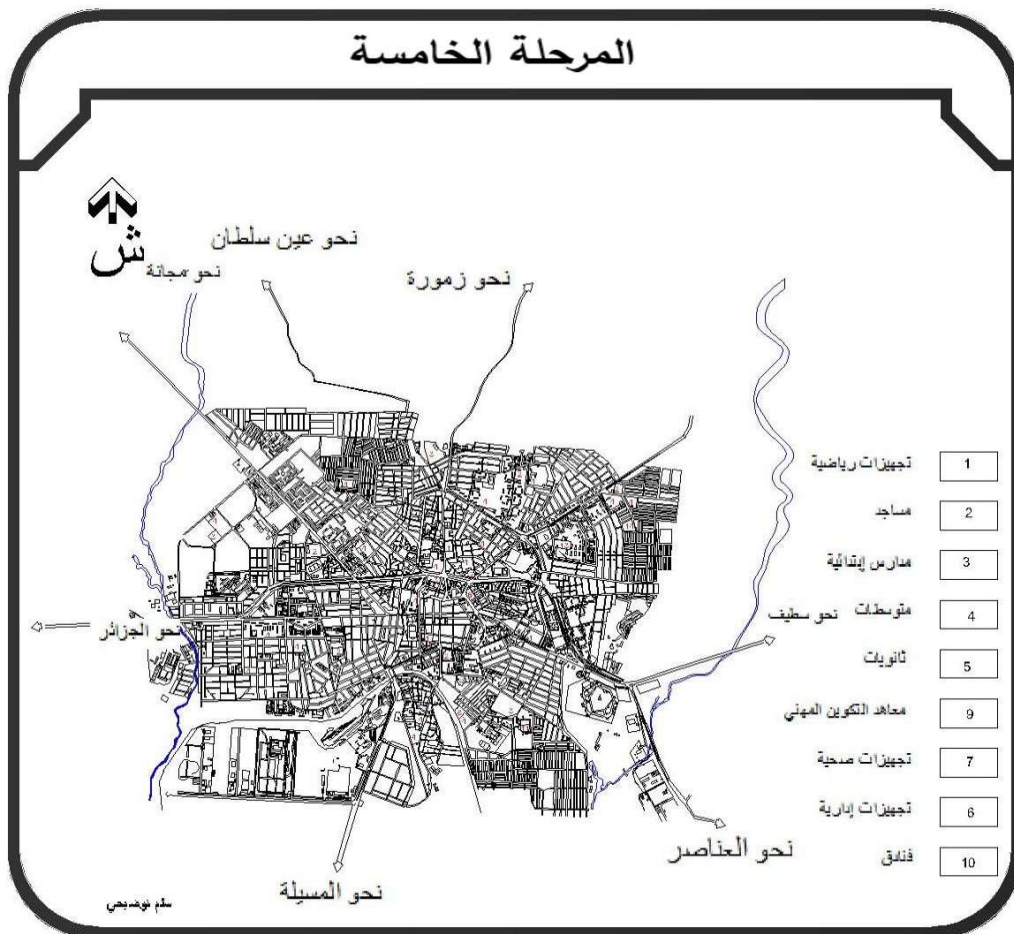 المرحلة الخامسة
ش
نحو عين سلطان
نحو مجانة
نحو زمورة
نحو الجزائر
نحو سطيف
نحو العناصر
نحو المسيلة
تجهيزات رياضية 1
مساجد 2
مدارس إبتدائية 3
متوسطات 4
ثانويات 5
معاهد التكوين المهني 9
تجهيزات صحية 7
تجهيزات إدارية 6
فنادق 10
سلم توضيحي